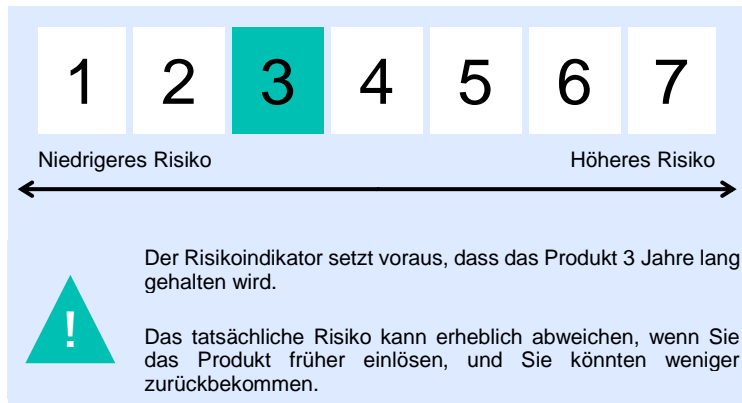 1 2 3 4 5 6 7
Niedrigeres Risiko Höheres Risiko
Der Risikoindikator setzt voraus, dass das Produkt 3 Jahre lang
gehalten wird.
!
Das tatsächliche Risiko kann erheblich abweichen, wenn Sie
das Produkt früher einlösen, und Sie könnten weniger
zurückbekommen.